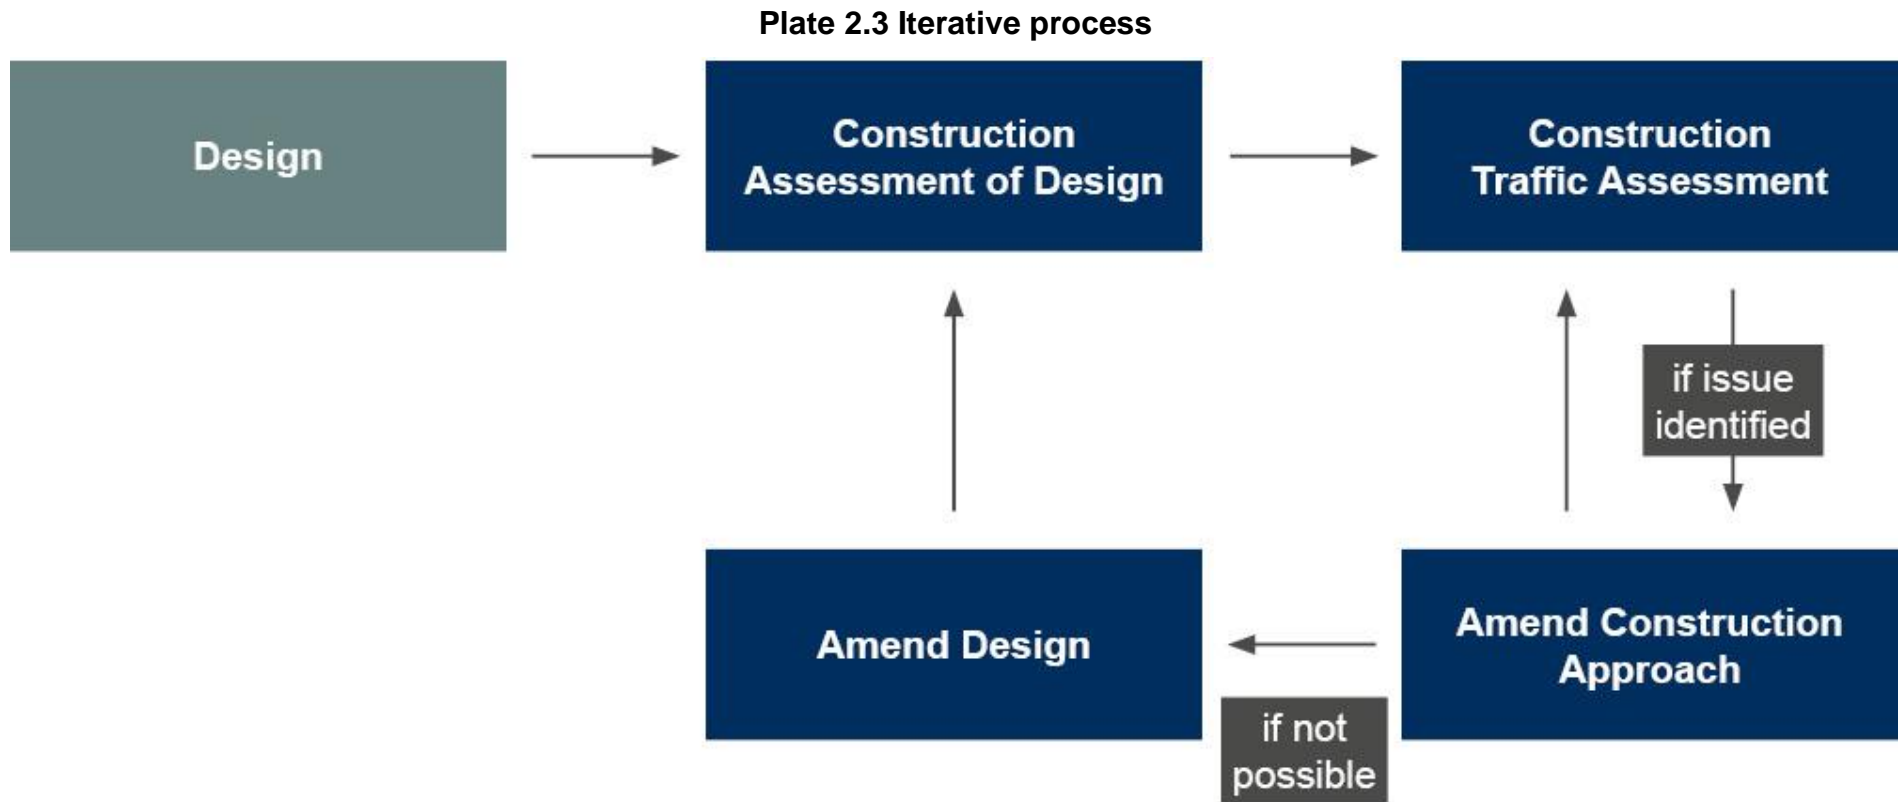 Plate 2.3 Iterative process
Design
Construction
Assessment of Design
Construction
Traffic Assessment
if issue
identified
Amend Design
Amend Construction
Approach
if not
possible